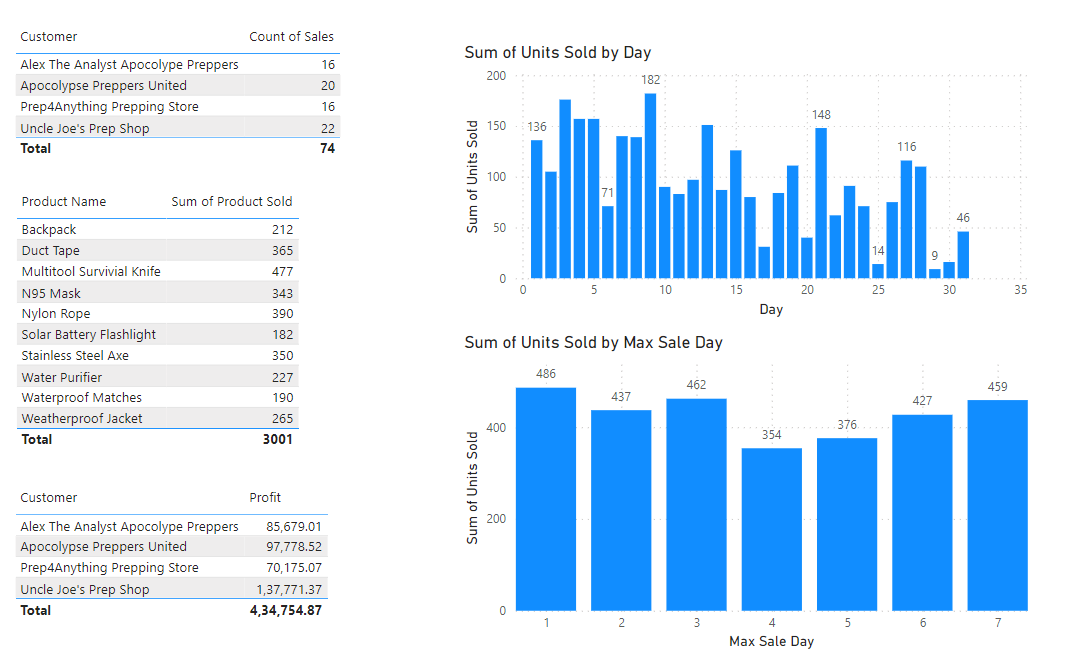 Customer Count of Sales
Alex The Analyst Apocolype Preppers 16
Apocolypse Preppers United 20
Prep4Anything Prepping Store 16
Uncle Joe's Prep Shop 22
Total 74
Product Name Sum of Product Sold
Backpack 212
Duct Tape 365
Multitool Survivial Knife 477
N95 Mask 343
Nylon Rope 390
Solar Battery Flashlight 182
Stainless Steel Axe 350
Water Purifier 227
Waterproof Matches 190
Weatherproof Jacket 265
Total 3001
Customer Profit
Alex The Analyst Apocolype Preppers 85,679.01
Apocolypse Preppers United 97,778.52
Prep4Anything Prepping Store 70,175.07
Uncle Joe's Prep Shop 1,37,771.37
Total 4,34,754.87
Sum of Units Sold by Day
Sum of Units Sold
200
150
100
50
0
136
71
182
148
14
116
9
46
0 5 10 15 20 25 30 35
Day
Sum of Units Sold by Max Sale Day
Sum of Units Sold
400
200
0
486 437 462 354 376 427 459
1 2 3 4 5 6 7
Max Sale Day